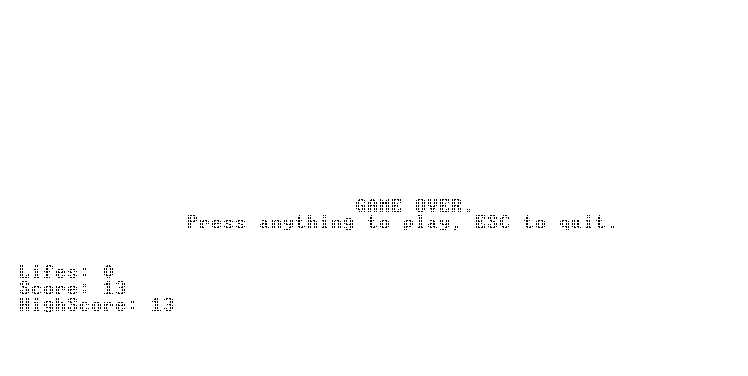 GAME OVER.
Press anything to play, ESC to quit.
Lifes: 0
Score: 13
HighScore: 13